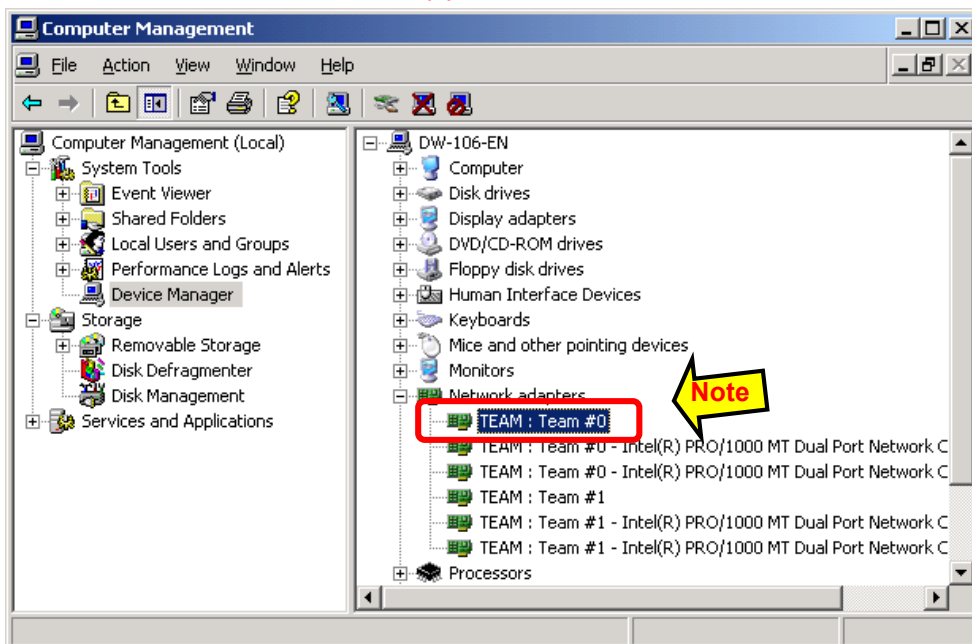 Computer Management
File Action View Window Help
Computer Management (Local)
System Tools
Event Viewer
Shared Folders
Local Users and Groups
Performance Logs and Alerts
Device Manager
Storage
Removable Storage
Disk Defragmenter
Disk Management
Services and Applications
DW-106-EN
Computer
Disk drives
Display adapters
DVD/CD-ROM drives
Floppy disk drives
Human Interface Devices
Keyboards
Mice and other pointing devices
Monitors
Network adapters
Note
TEAM : Team #0
TEAM : Team #0 - Intel(R) PRO/1000 MT Dual Port Network C
TEAM : Team #0 - Intel(R) PRO/1000 MT Dual Port Network C
TEAM : Team #1
TEAM : Team #1 - Intel(R) PRO/1000 MT Dual Port Network C
TEAM : Team #1 - Intel(R) PRO/1000 MT Dual Port Network C
Processors